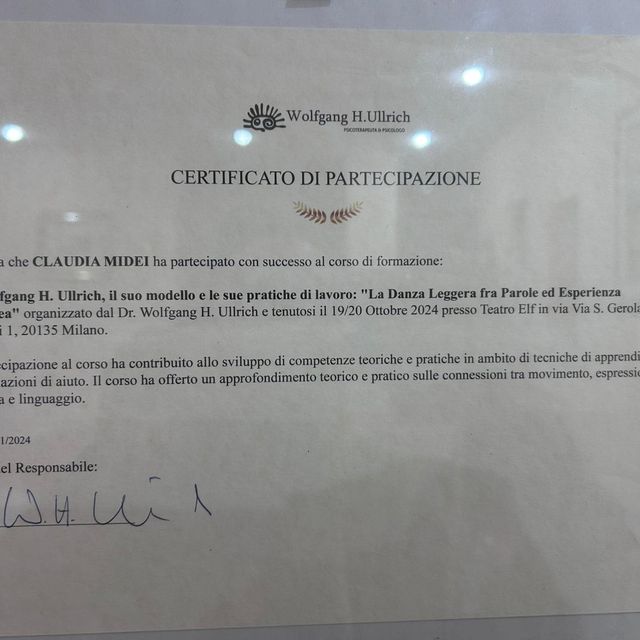 Wolfgang H.Ullrich
PSICOTERAPEUTA & PSICOLOGO
CERTIFICATO DI PARTECIPAZIONE
a che CLAUDIA MIDEI ha partecipato con successo al corso di formazione:
fgang H. Ullrich, il suo modello e le sue pratiche di lavoro: "La Danza Leggera fra Parole ed Esperienza
ea" organizzato dal Dr. Wolfgang H. Ullrich e tenutosi il 19/20 Ottobre 2024 presso Teatro Elf in via Via S. Gerola
i 1, 20135 Milano.
ecipazione al corso ha contribuito allo sviluppo di competenze teoriche e pratiche in ambito di tecniche di apprendi
azioni di aiuto. Il corso ha offerto un approfondimento teorico e pratico sulle connessioni tra movimento, espressio
a e linguaggio.
1/2024
el Responsabile:
W. H. Ull